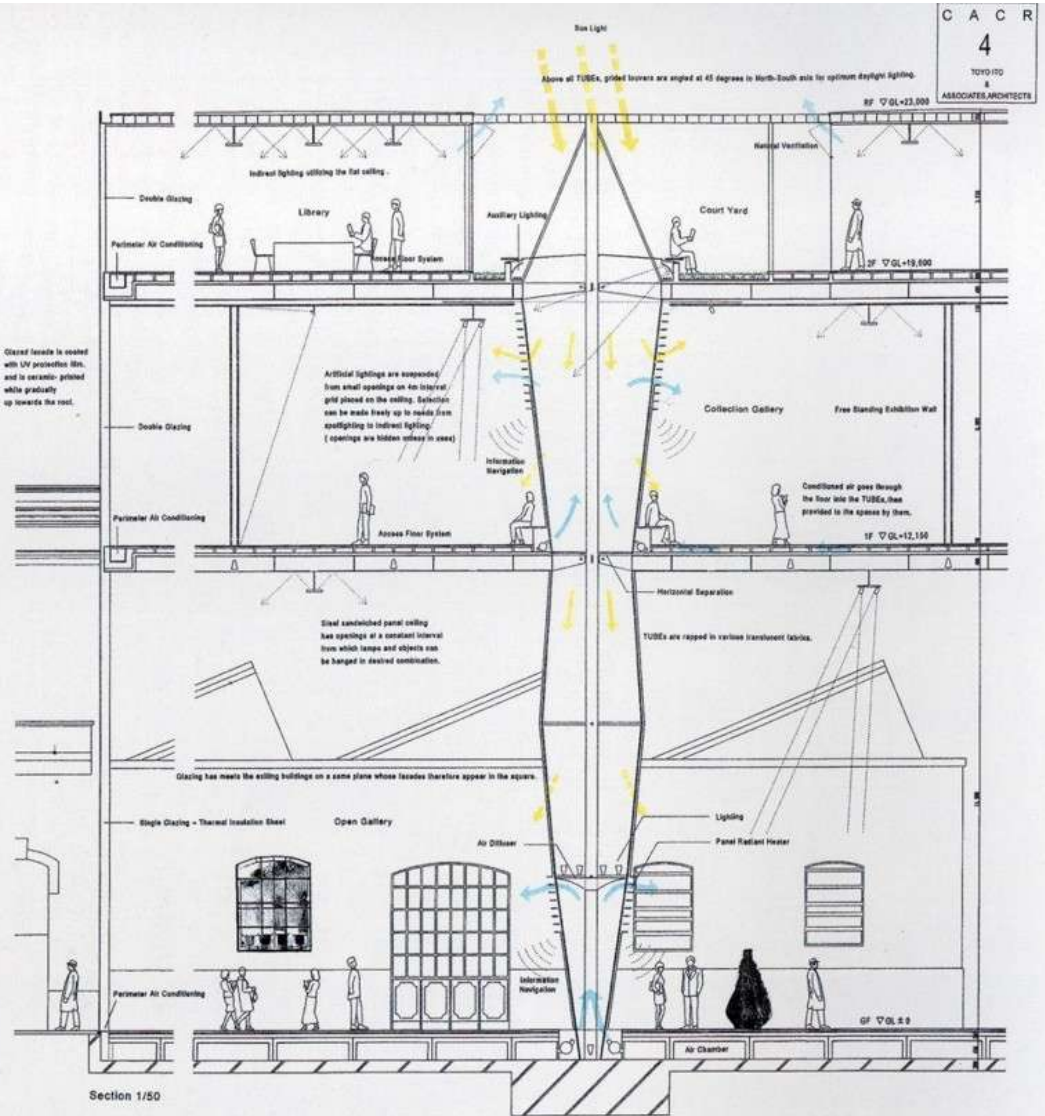 C A C R
4
TOYO ITO
&
ASSOCIATES, ARCHITECTS
Sun Light
Above all TUBEs, grided louvers are angled at 45 degrees in North-South axis for optimum daylight lighting.
RF ▽GL+23,000
Natural Ventilation
Indirect lighting utilizing the flat ceiling.
Double Glazing
Library
Auxiliary Lighting
Court Yard
Perimeter Air Conditioning
Access Floor System
2F ▽GL+19,000
Glazed facade is coated
with UV protection film,
and is ceramic- printed
while gradually
up towards the roof.
Artificial lightings are suspended
from small openings on 4m interval
grid placed on the ceiling. Selection
can be made freely up to needs from
spotlighting to indirect lighting.
( openings are hidden unless in uses)
Collection Gallery
Free Standing Exhibition Wall
Double Glazing
Information
Navigation
Conditioned air goes through
the floor into the TUBEs, then
provided to the spaces by them.
Perimeter Air Conditioning
Access Floor System
1F ▽GL+12,150
Horizontal Separation
Steel sandwiched panel ceiling
has openings at a constant interval
from which lamps and objects can
be hanged in desired combination.
TUBEs are rapped in various translucent fabrics.
Glazing has meets the exiting buildings on a same plane whose facades therefore appear in the square.
Single Glazing + Thermal Insulation Sheet
Open Gallery
Lighting
Air Diffuser
Panel Radiant Heater
Information
Navigation
Perimeter Air Conditioning
GF ▽GL±0
Air Chamber
Section 1/50